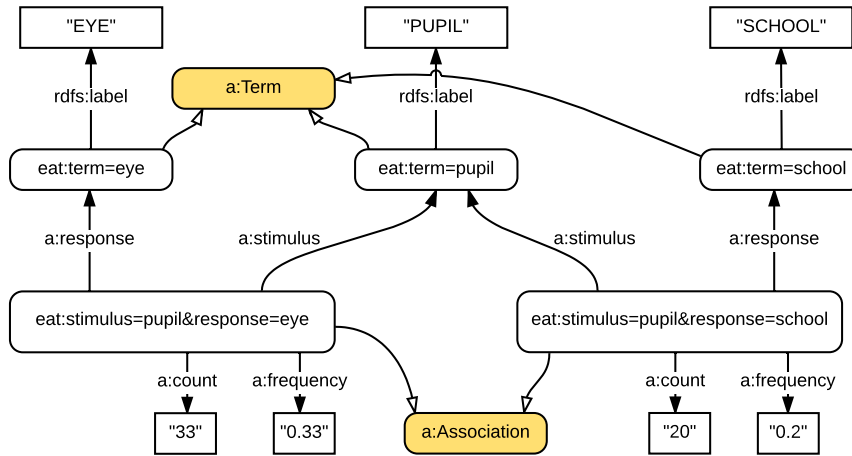 "EYE"
"PUPIL"
"SCHOOL"
a:Term
rdfs:label
rdfs:label
rdfs:label
eat:term=eye
eat:term=pupil
eat:term=school
a:response
a:stimulus
a:stimulus
a:response
eat:stimulus=pupil&response=eye
eat:stimulus=pupil&response=school
a:count
a:frequency
a:count
a:frequency
"33"
"0.33"
a:Association
"20"
"0.2"